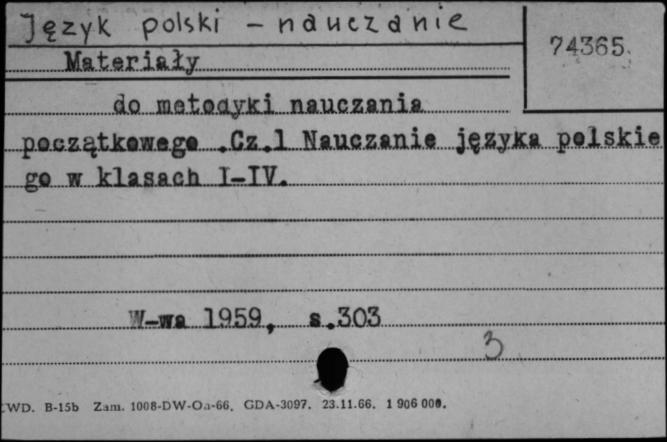 Język polski - nauczanie
74365
Materiały
do metodyki nauczania
początkowego .Cz.1 Nauczanie języka polskie
go w klasach I-IV.
W-wa 1959, s.303
3
CWD. B-15b Zam. 1008-DW-Oa-66. GDA-3097. 23.11.66. 1 906 000.